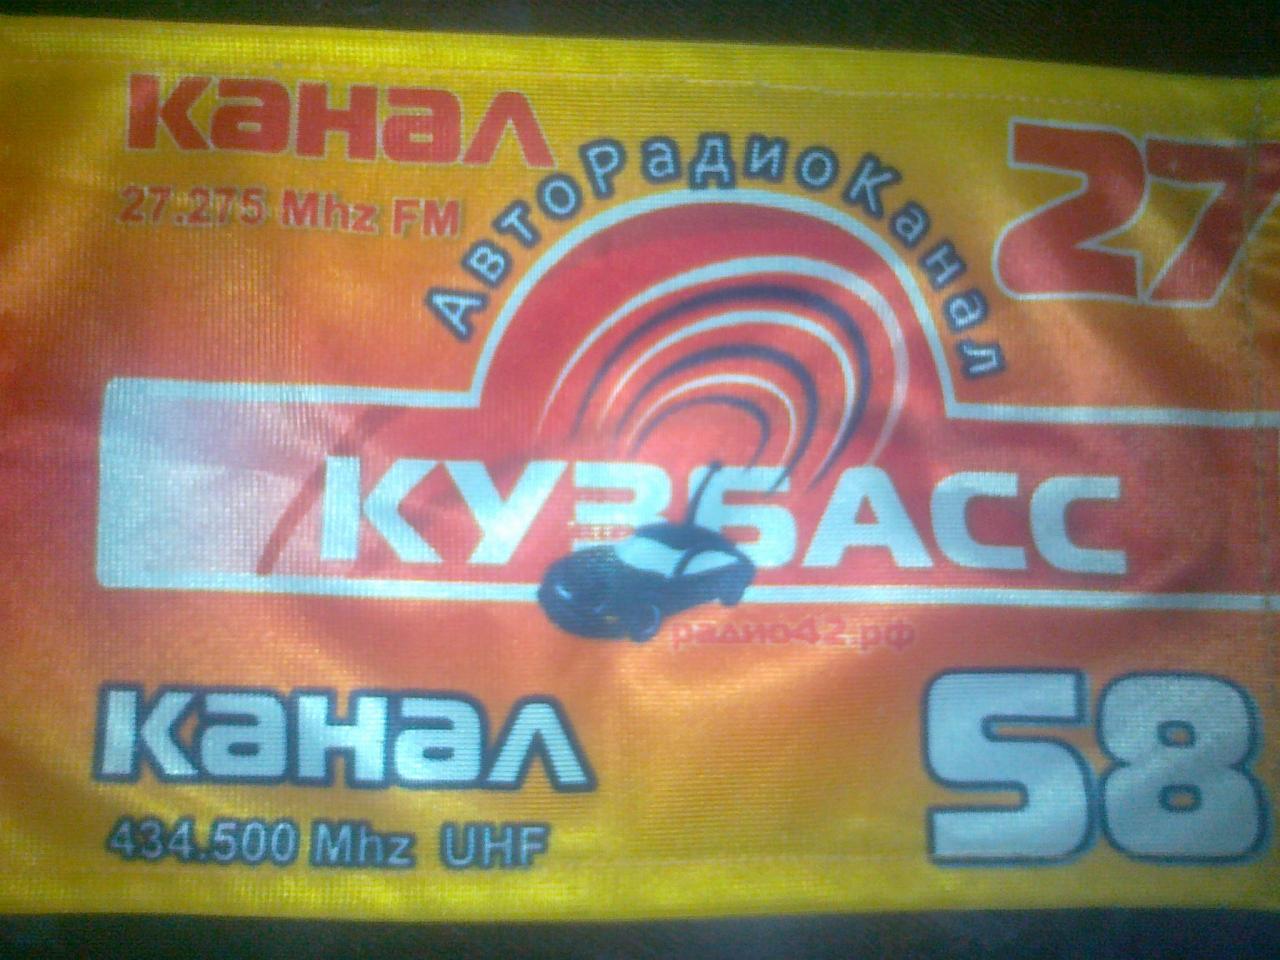 канал 27
27.275 Mhz FM
АвтоРадиоКанал
КУЗБАСС
радио42.рф
канал 58
434.500 Mhz UHF